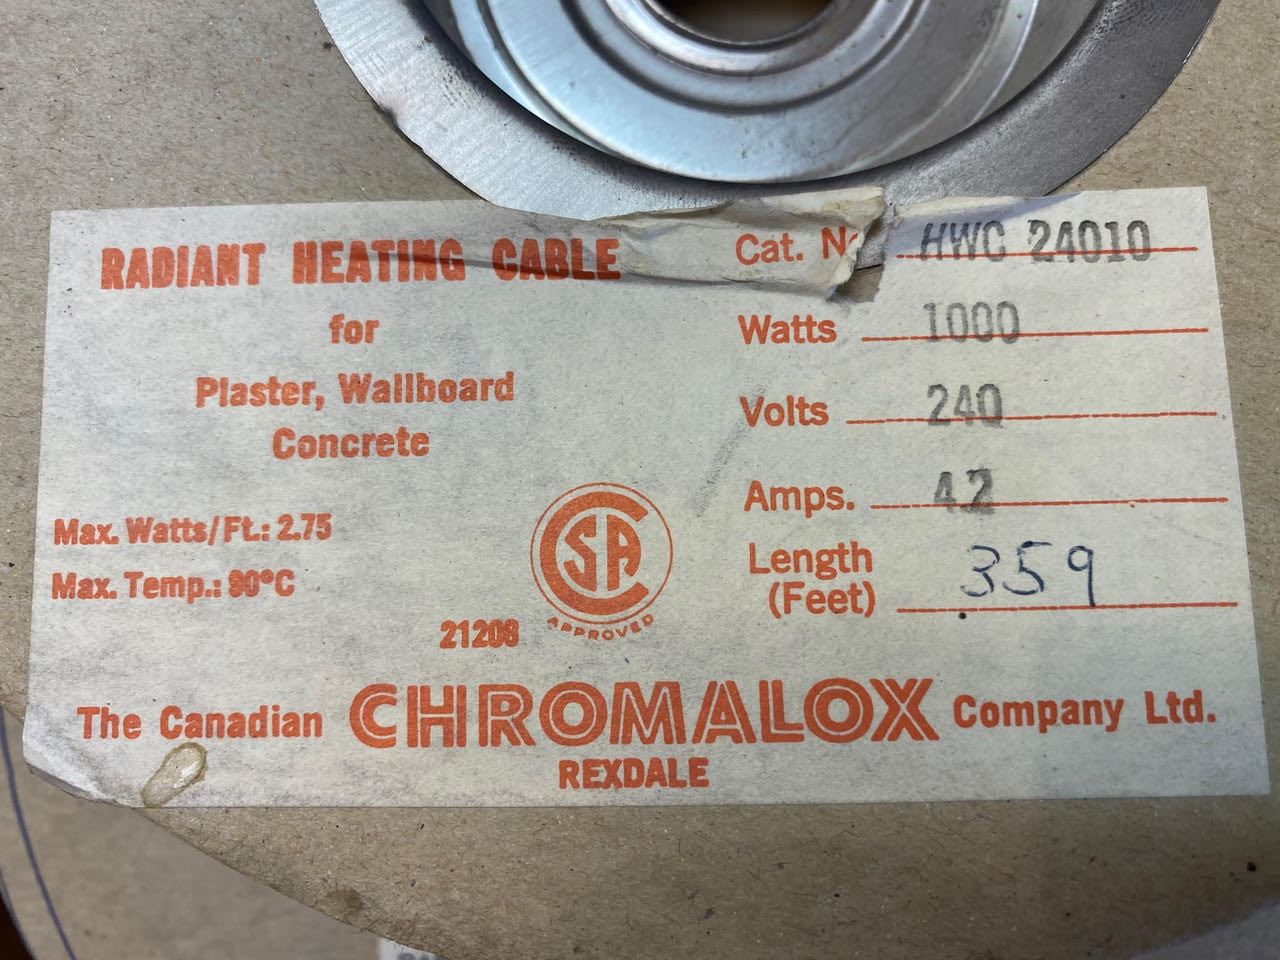 RADIANT HEATING CABLE
for
Plaster, Wallboard
Concrete
Max. Watts/Ft.: 2.75
Max. Temp.: 90°C
21208
CSA
APPROVED
Cat. No HWC 24010
Watts 1000
Volts 240
Amps. 4.2
Length
(Feet) 359
The Canadian CHROMALOX Company Ltd.
REXDALE